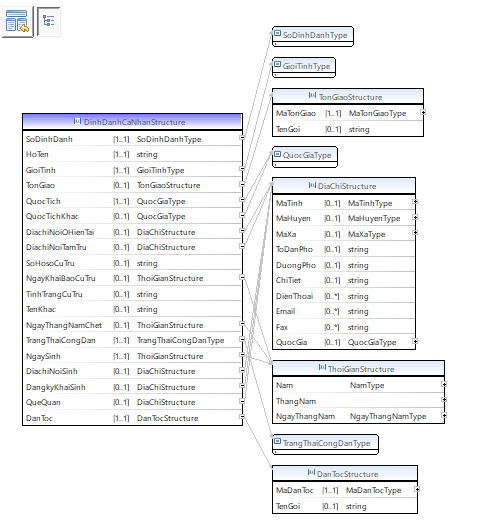 DinhDanhCaNhanStructure
SoDinhDanh [1..1] SoDinhDanhType
HoTen [1..1] string
GioiTinh [1..1] GioiTinhType
TonGiao [0..1] TonGiaoStructure
QuocTich [1..1] QuocGiaType
QuocTichKhac [0..1] QuocGiaType
DiachiNoiOHienTai [0..1] DiaChiStructure
DiachiNoiTamTru [0..1] DiaChiStructure
SoHosoCuTru [0..1] string
NgayKhaiBaoCuTru [0..1] ThoiGianStructure
TinhTrangCuTru [0..1] string
TenKhac [0..1] string
NgayThangNamChet [0..1] ThoiGianStructure
TrangThaiCongDan [1..1] TrangThaiCongDanType
NgaySinh [1..1] ThoiGianStructure
DiachiNoiSinh [0..1] DiaChiStructure
DangkyKhaiSinh [0..1] DiaChiStructure
QueQuan [0..1] DiaChiStructure
DanToc [1..1] DanTocStructure
SoDinhDanhType
GioiTinhType
TonGiaoStructure
MaTonGiao [1..1] MaTonGiaoType
TenGoi [0..1] string
QuocGiaType
DiaChiStructure
MaTinh [0..1] MaTinhType
MaHuyen [0..1] MaHuyenType
MaXa [0..1] MaXaType
ToDanPho [0..1] string
DuongPho [0..1] string
ChiTiet [0..1] string
DienThoai [0..*] string
Email [0..*] string
Fax [0..*] string
QuocGia [0..1] QuocGiaType
ThoiGianStructure
Nam NamType
ThangNam
NgayThangNam NgayThangNamType
TrangThaiCongDanType
DanTocStructure
MaDanToc [1..1] MaDanTocType
TenGoi [0..1] string